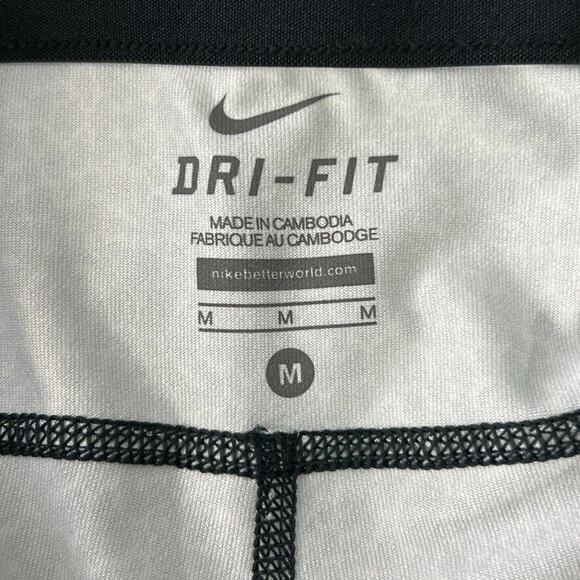 DRI-FIT
MADE IN CAMBODIA
FABRIQUE AU CAMBODGE
nikebetterworld.com
M M M
M